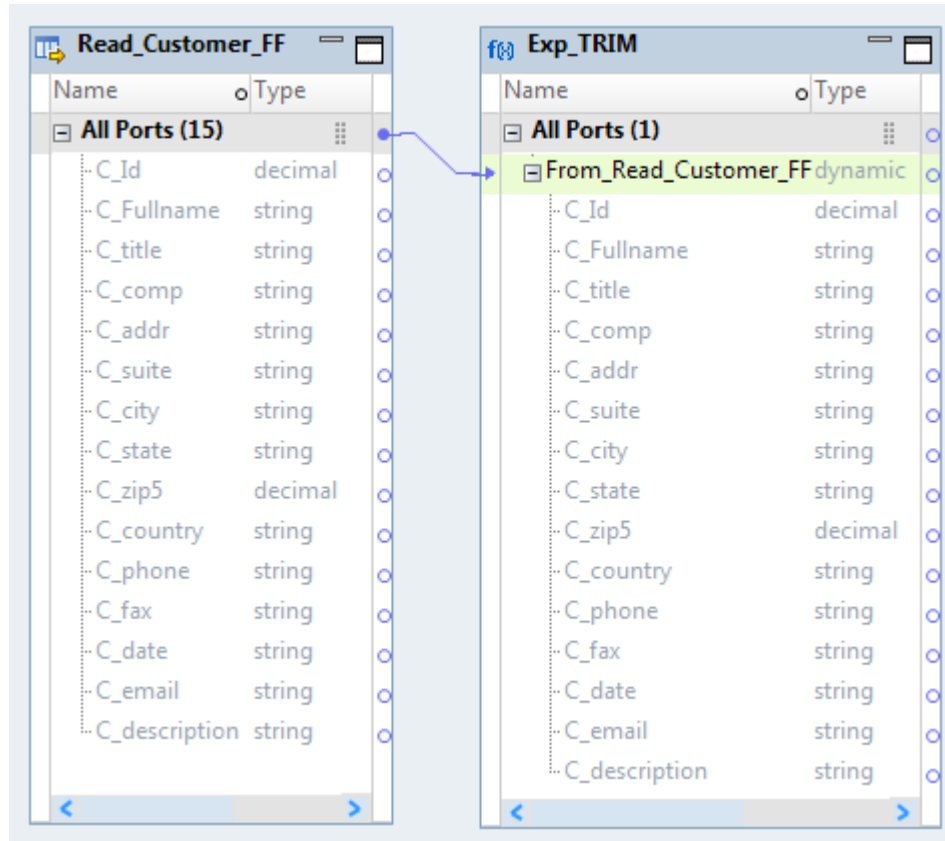 Read_Customer_FF
Name Type
All Ports (15)
C_Id decimal
C_Fullname string
C_title string
C_comp string
C_addr string
C_suite string
C_city string
C_state string
C_zip5 decimal
C_country string
C_phone string
C_fax string
C_date string
C_email string
C_description string
f(x) Exp_TRIM
Name Type
All Ports (1)
From_Read_Customer_FF dynamic
C_Id decimal
C_Fullname string
C_title string
C_comp string
C_addr string
C_suite string
C_city string
C_state string
C_zip5 decimal
C_country string
C_phone string
C_fax string
C_date string
C_email string
C_description string